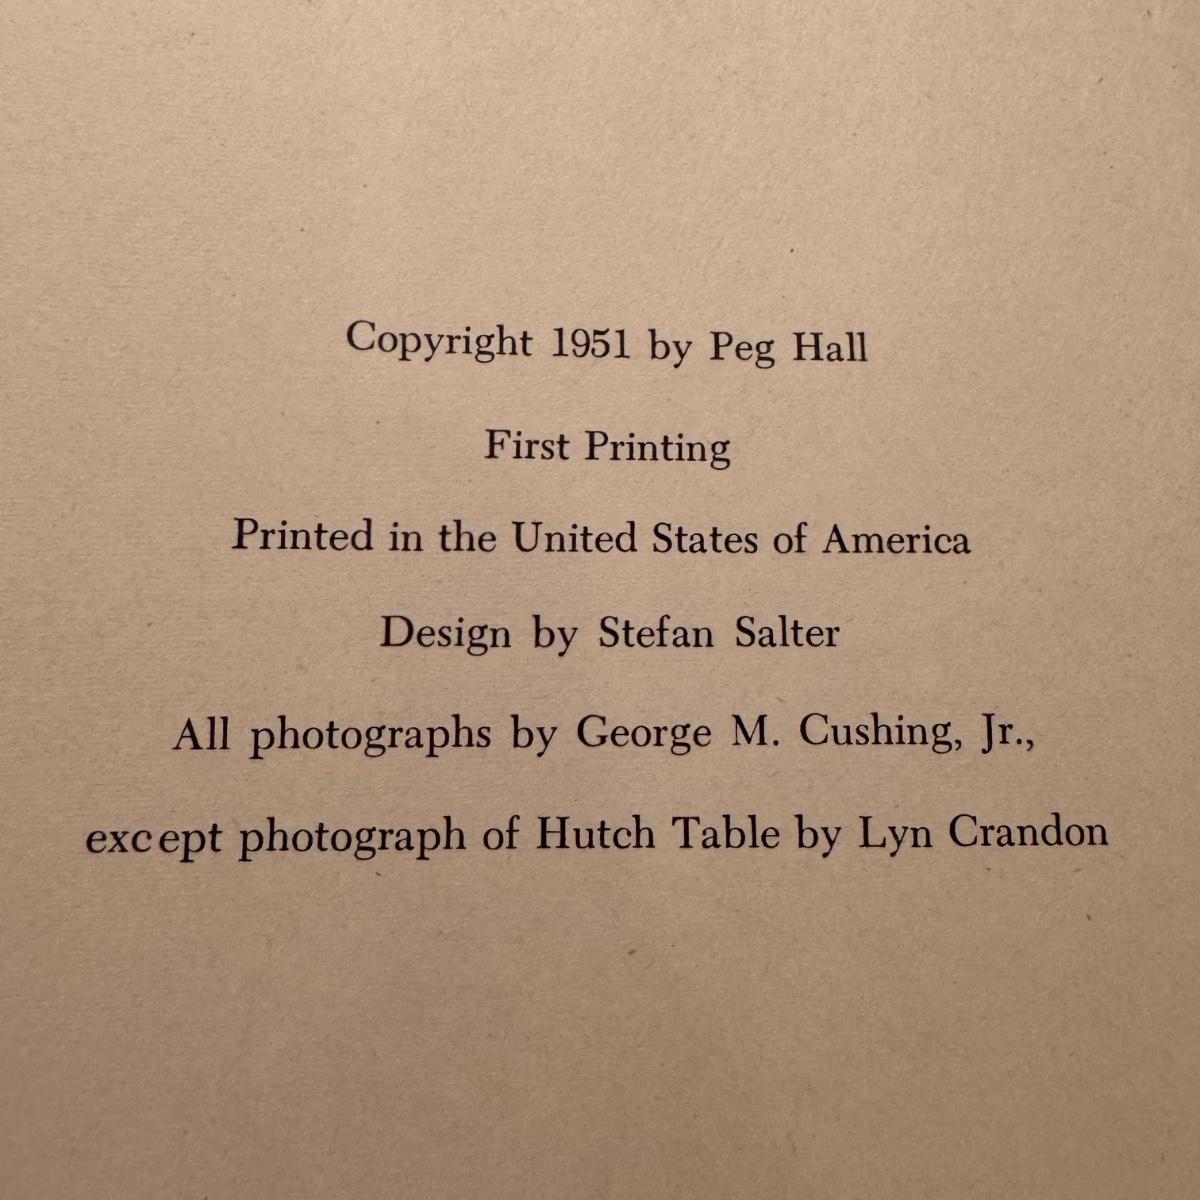 Copyright 1951 by Peg Hall
First Printing
Printed in the United States of America
Design by Stefan Salter
All photographs by George M. Cushing, Jr.,
except photograph of Hutch Table by Lyn Crandon